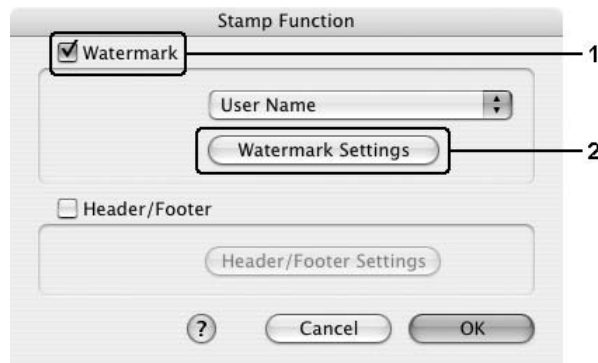 Stamp Function
Watermark
1
User Name
Watermark Settings
2
Header/Footer
Header/Footer Settings
?
Cancel
OK